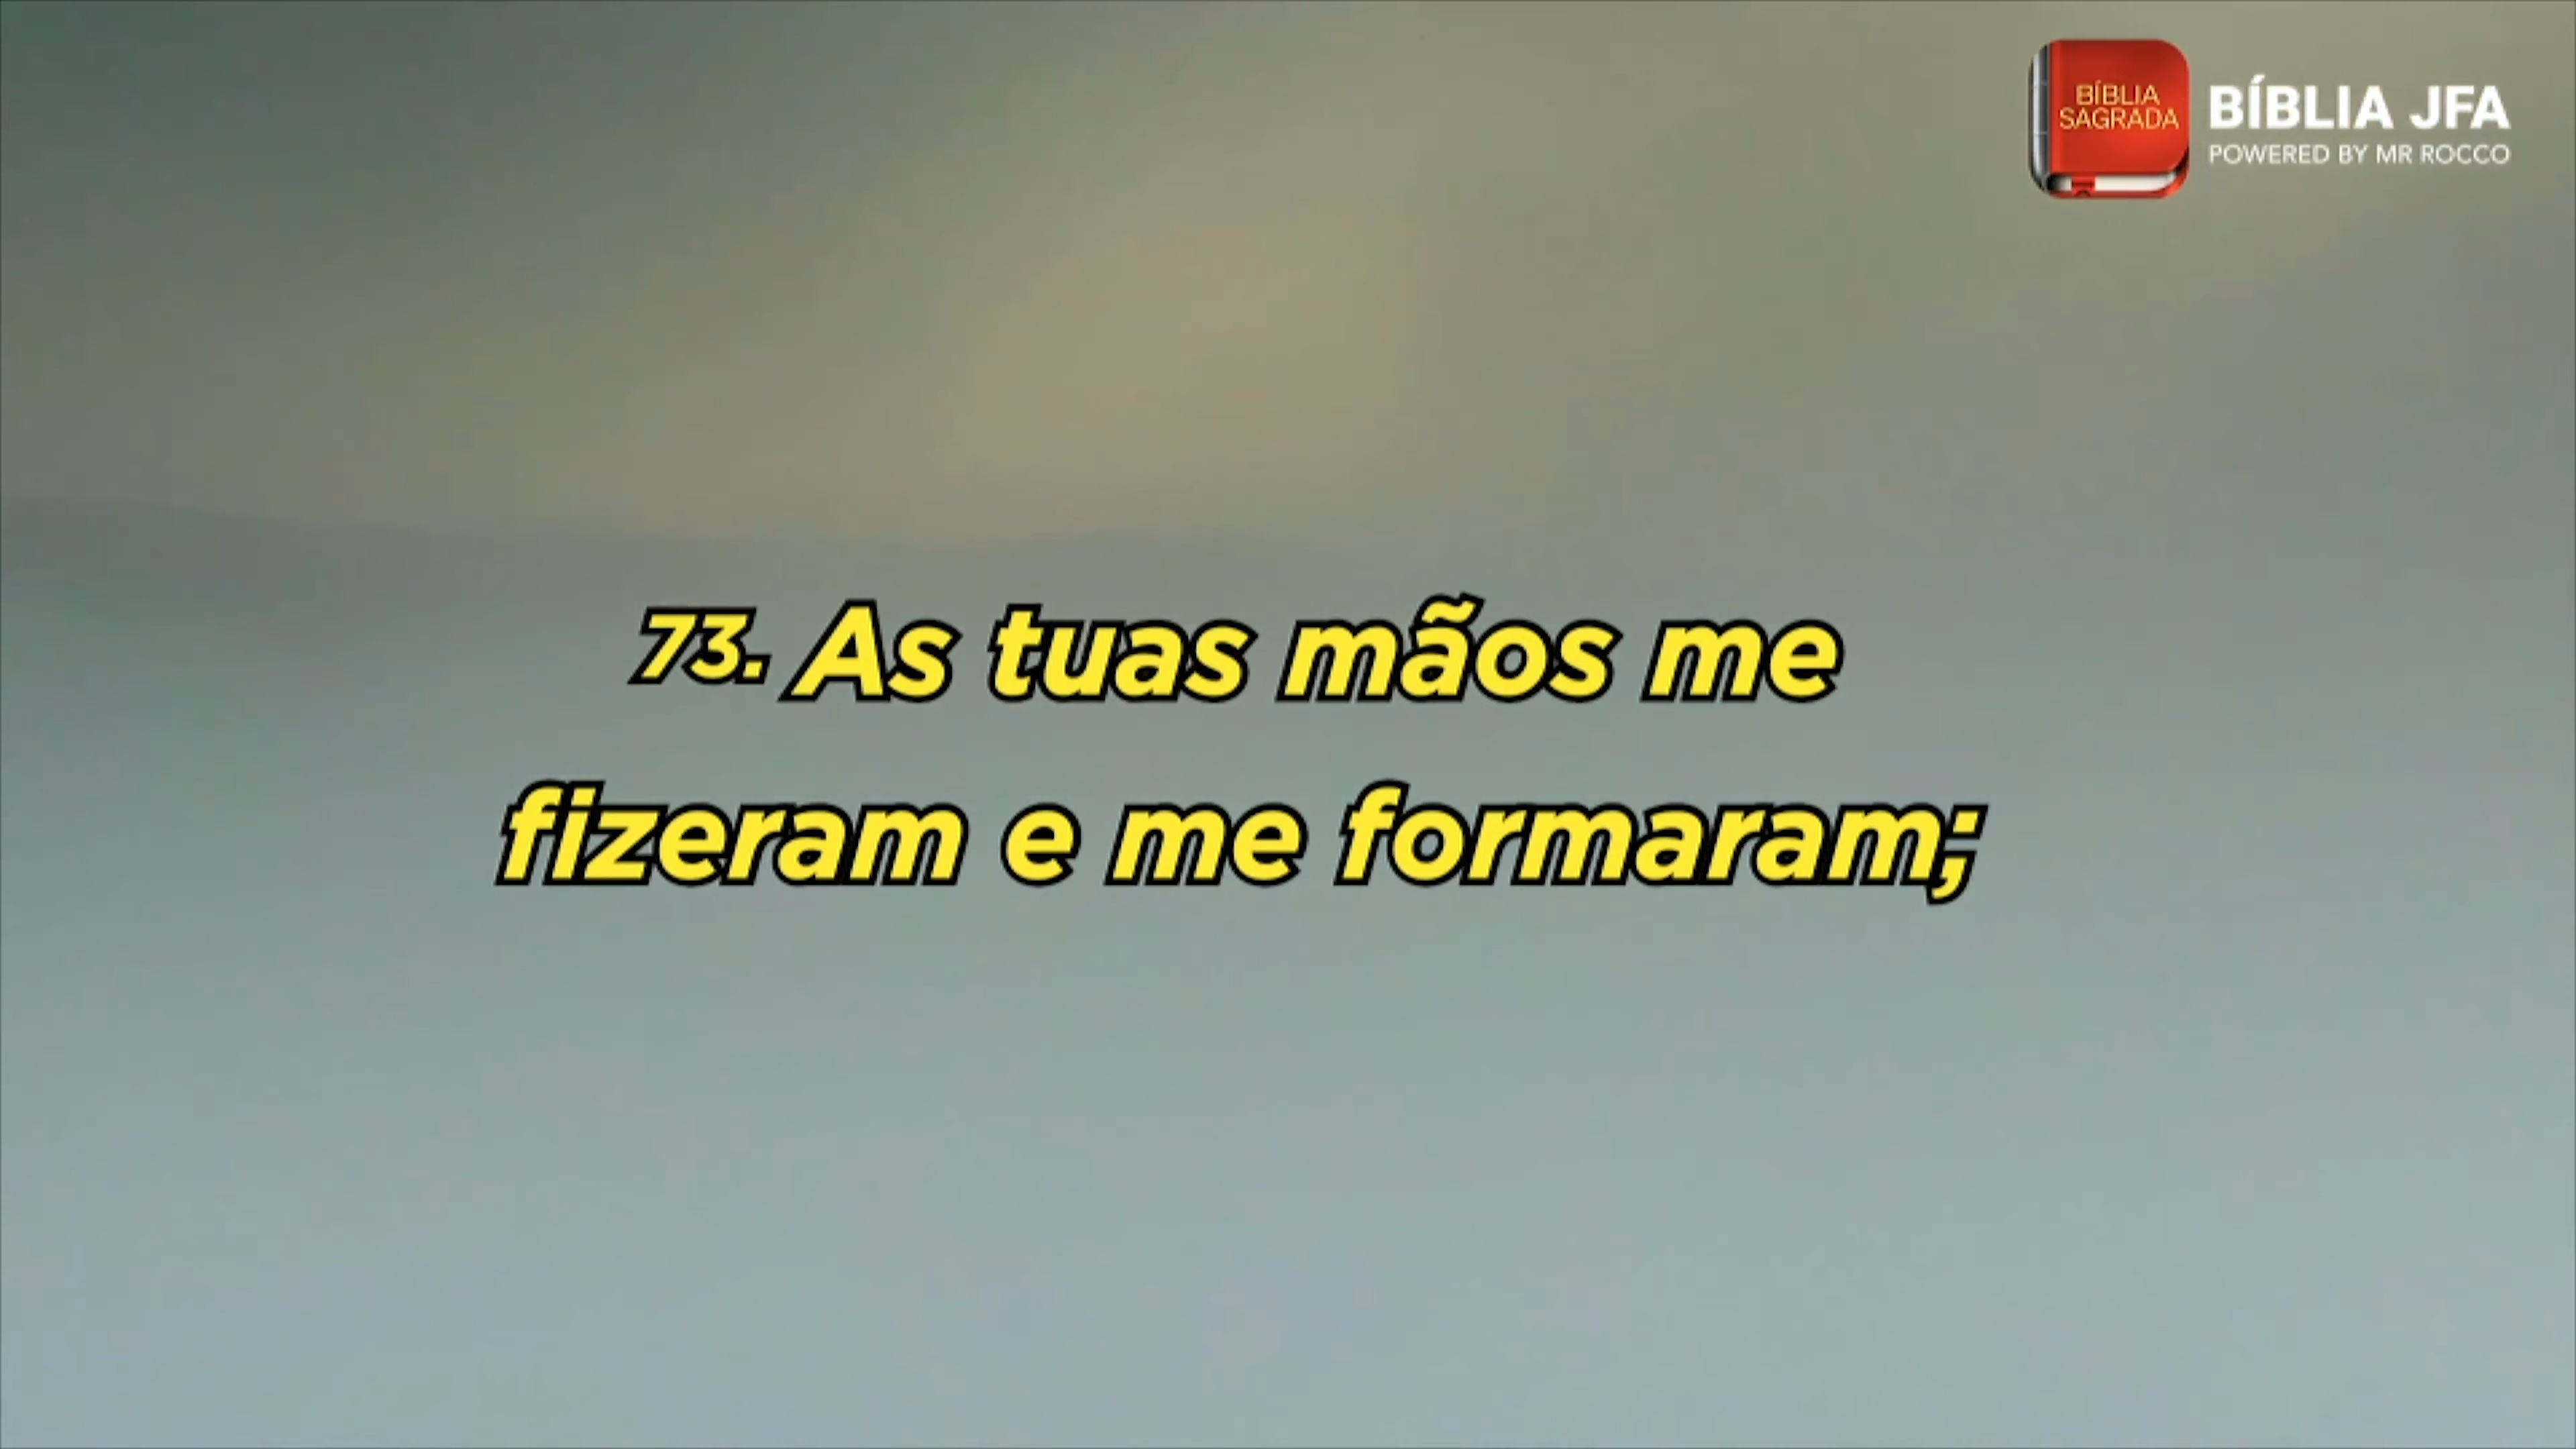 BÍBLIA
SAGRADA
BÍBLIA JFA
POWERED BY MR ROCCO
73. As tuas mãos me
fizeram e me formaram;